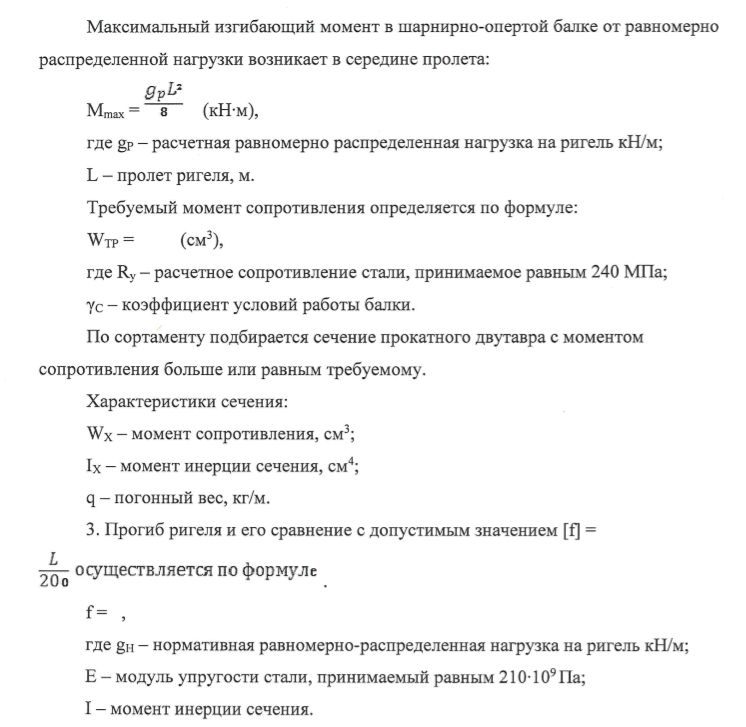 Максимальный изгибающий момент в шарнирно-опертой балке от равномерно
распределенной нагрузки возникает в середине пролета:
Mmax = gpL²/8 (кН·м),
где gP – расчетная равномерно распределенная нагрузка на ригель кН/м;
L – пролет ригеля, м.
Требуемый момент сопротивления определяется по формуле:
WТР = (см³),
где Ry – расчетное сопротивление стали, принимаемое равным 240 МПа;
γС – коэффициент условий работы балки.
По сортаменту подбирается сечение прокатного двутавра с моментом
сопротивления больше или равным требуемому.
Характеристики сечения:
WX – момент сопротивления, см³;
IX – момент инерции сечения, см⁴;
q – погонный вес, кг/м.
3. Прогиб ригеля и его сравнение с допустимым значением [f] =
L/200 осуществляется по формуле .
f = ,
где gН – нормативная равномерно-распределенная нагрузка на ригель кН/м;
E – модуль упругости стали, принимаемый равным 210·10⁹ Па;
I – момент инерции сечения.